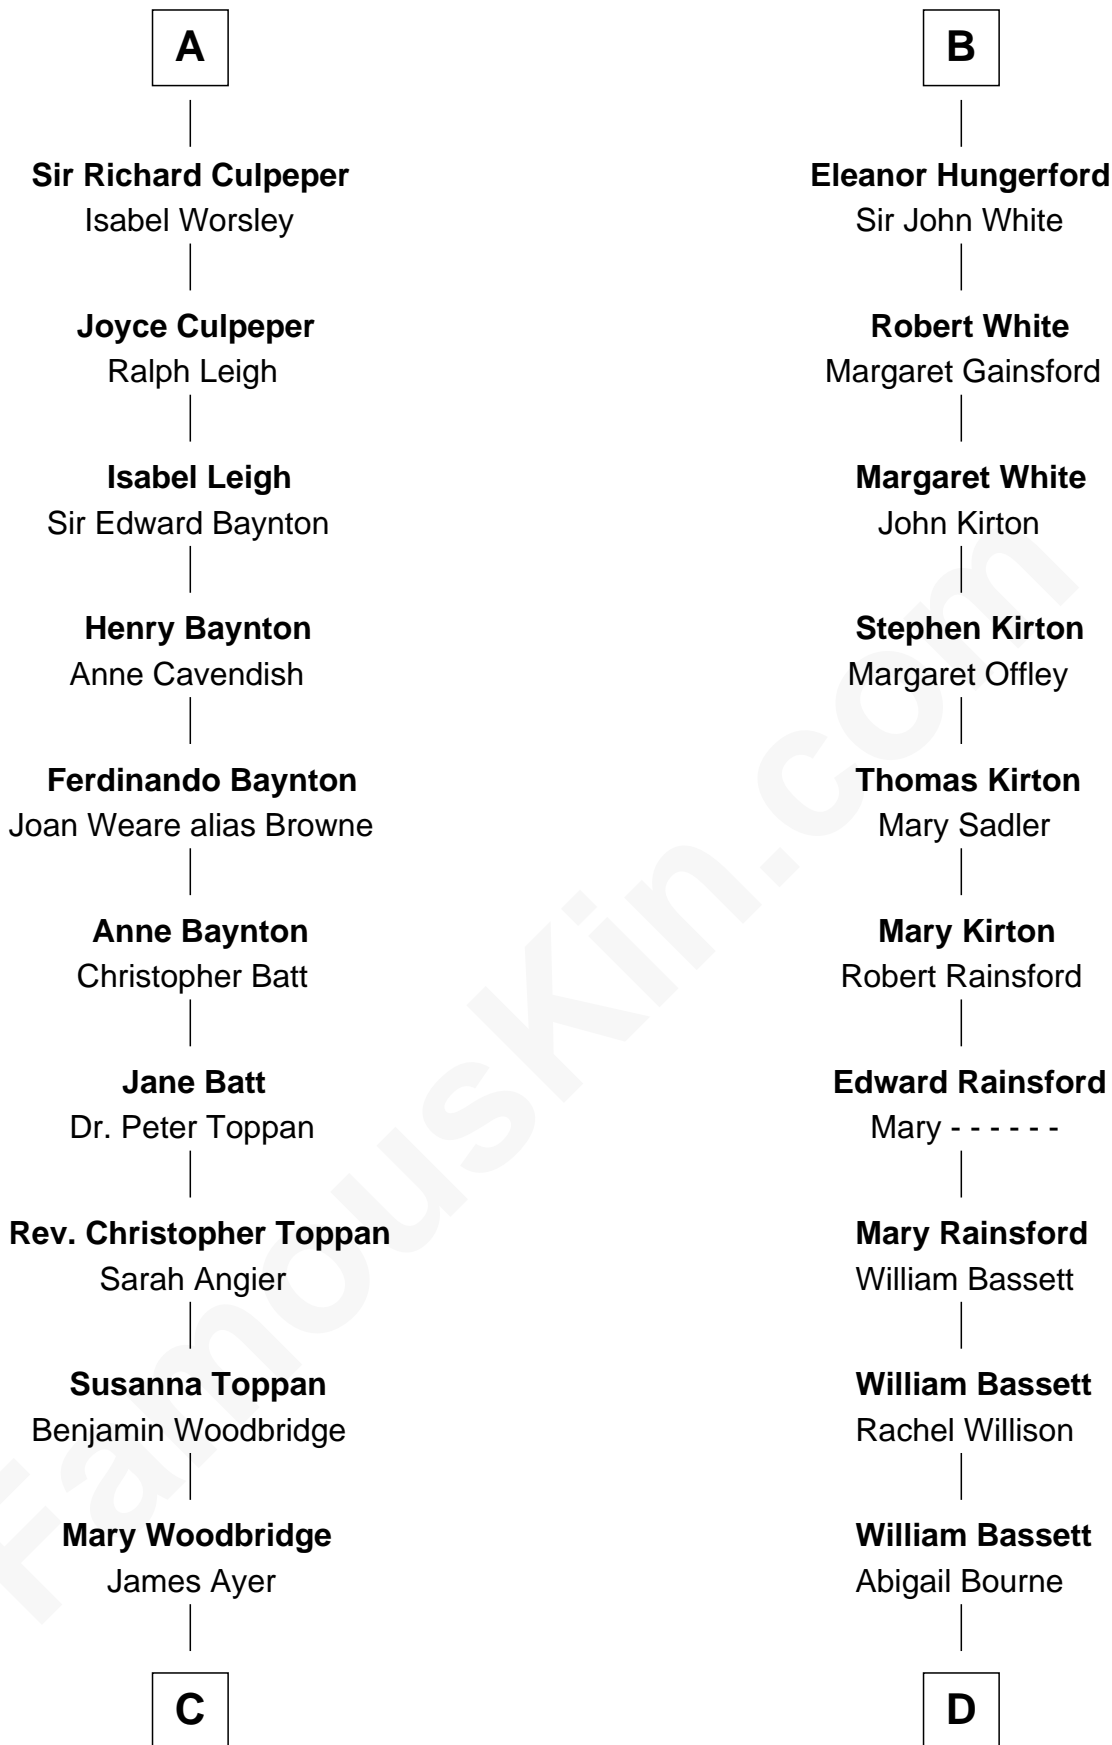 A
Sir Richard Culpeper
Isabel Worsley
Joyce Culpeper
Ralph Leigh
Isabel Leigh
Sir Edward Baynton
Henry Baynton
Anne Cavendish
Ferdinando Baynton
Joan Weare alias Browne
Anne Baynton
Christopher Batt
Jane Batt
Dr. Peter Toppan
Rev. Christopher Toppan
Sarah Angier
Susanna Toppan
Benjamin Woodbridge
Mary Woodbridge
James Ayer
C
B
Eleanor Hungerford
Sir John White
Robert White
Margaret Gainsford
Margaret White
John Kirton
Stephen Kirton
Margaret Offley
Thomas Kirton
Mary Sadler
Mary Kirton
Robert Rainsford
Edward Rainsford
Mary - - - - - -
Mary Rainsford
William Bassett
William Bassett
Rachel Willison
William Bassett
Abigail Bourne
D
FamousKin.com